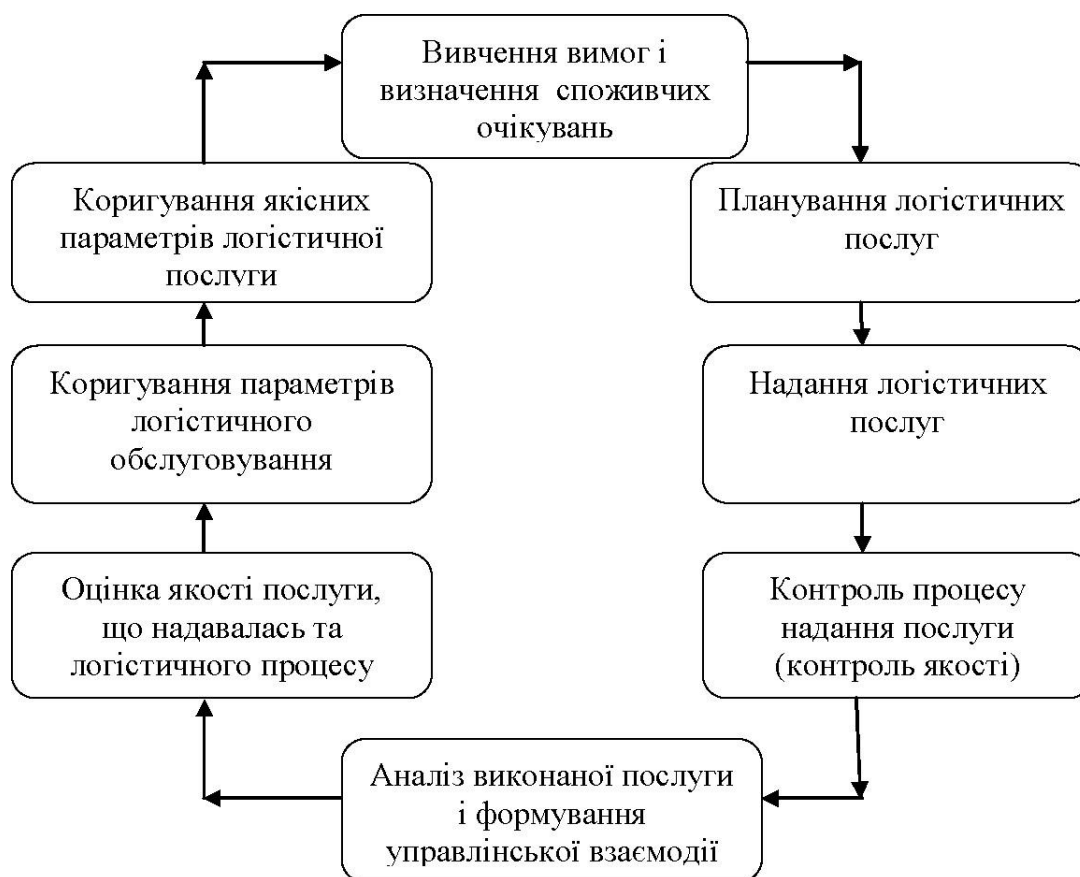 Вивчення вимог і
визначення споживчих
очікувань
Планування логістичних
послуг
Надання логістичних
послуг
Контроль процесу
надання послуги
(контроль якості)
Аналіз виконаної послуги
і формування
управлінської взаємодії
Оцінка якості послуги,
що надавалась та
логістичного процесу
Коригування параметрів
логістичного
обслуговування
Коригування якісних
параметрів логістичної
послуги